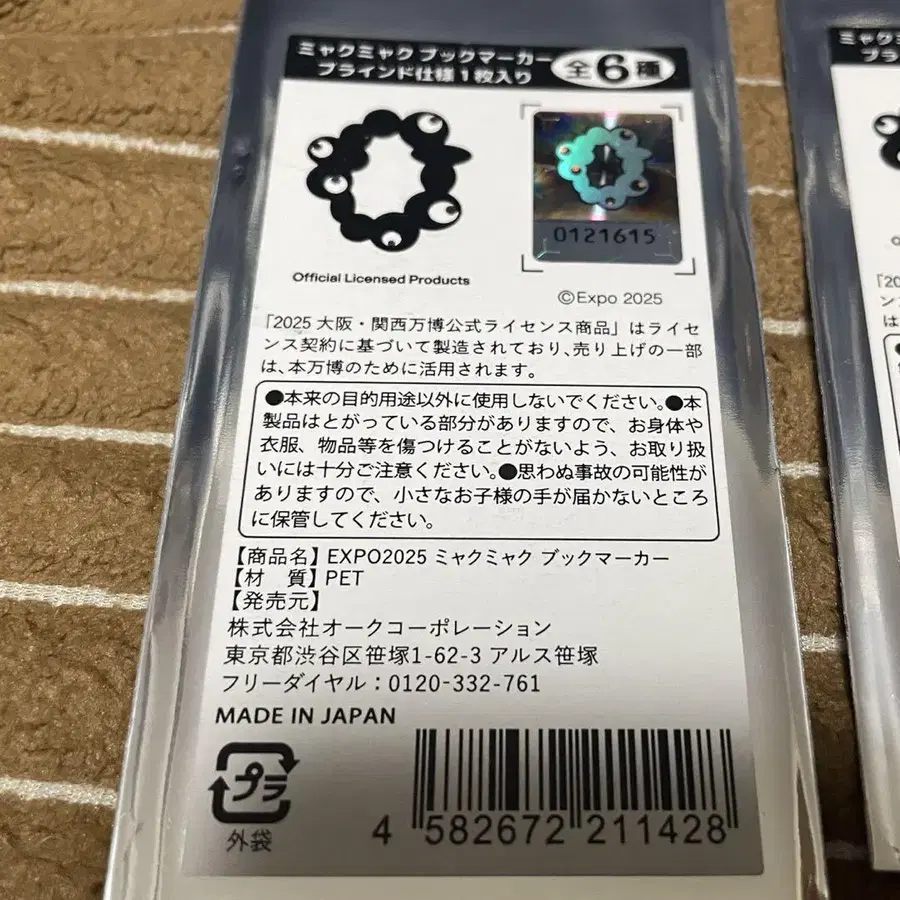 ミャクミャク ブックマーカー
ブラインド仕様1枚入り
全6種
0121615
Official Licensed Products
©Expo 2025
「2025 大阪・関西万博公式ライセンス商品」はライセ
ンス契約に基づいて製造されており、売り上げの一部
は、本万博のために活用されます。
●本来の目的用途以外に使用しないでください。●本
製品はとがっている部分がありますので、お身体や
衣服、物品等を傷つけることがないよう、お取り扱
いには十分ご注意ください。●思わぬ事故の可能性が
ありますので、小さなお子様の手が届かないところ
に保管してください。
【商品名】EXPO2025 ミャクミャク ブックマーカー
【材 質】PET
【発売元】
株式会社オークコーポレーション
東京都渋谷区笹塚1-62-3 アルス笹塚
フリーダイヤル：0120-332-761
MADE IN JAPAN
プラ
外袋
4 582672 211428